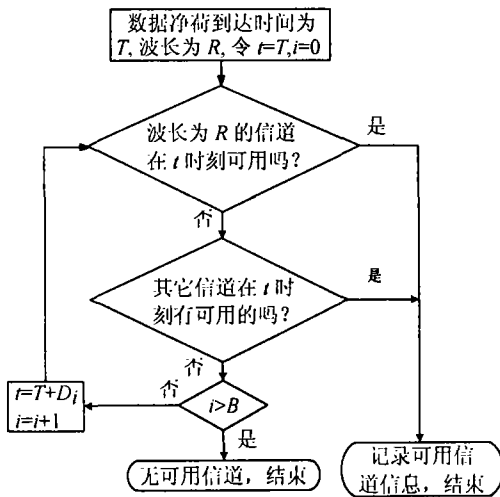 数据净荷到达时间为
T, 波长为 R, 令 t=T,i=0
波长为 R 的信道
在 t 时刻可用吗?
是
否
其它信道在 t 时
刻有可用的吗?
是
否
i>B
否
t=T+Di
i=i+1
是
无可用信道，结束
记录可用信
道信息，结束